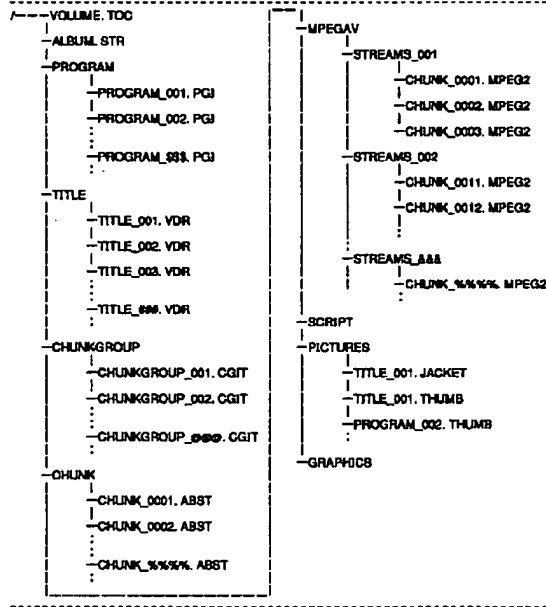 /----VOLUME.TOC
ALBUM.STR
PROGRAM
PROGRAM_001.PGI
PROGRAM_002.PGI
PROGRAM_$$$.PGI
TITLE
TITLE_001.VDR
TITLE_002.VDR
TITLE_003.VDR
TITLE_###.VDR
CHUNKGROUP
CHUNKGROUP_001.CGIT
CHUNKGROUP_002.CGIT
CHUNKGROUP_@@@.CGIT
CHUNK
CHUNK_0001.ABST
CHUNK_0002.ABST
CHUNK_%%%%.ABST
MPEGAV
STREAMS_001
CHUNK_0001.MPEG2
CHUNK_0002.MPEG2
CHUNK_0003.MPEG2
STREAMS_002
CHUNK_0011.MPEG2
CHUNK_0012.MPEG2
STREAMS_&&&
CHUNK_%%%%.MPEG2
SCRIPT
PICTURES
TITLE_001.JACKET
TITLE_001.THUMB
PROGRAM_002.THUMB
GRAPHICS